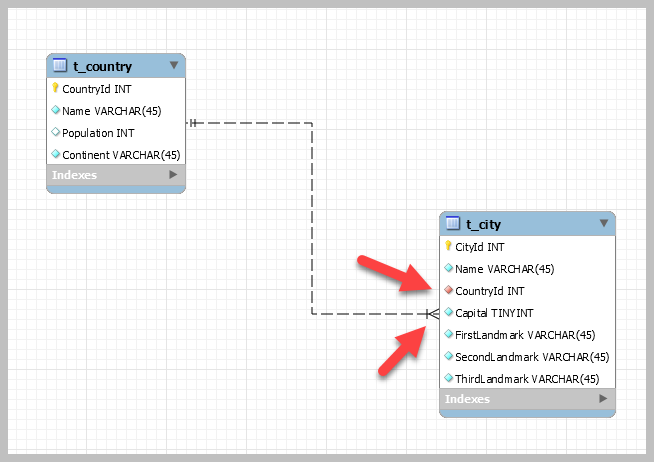 t_country
CountryId INT
Name VARCHAR(45)
Population INT
Continent VARCHAR(45)
Indexes
t_city
CityId INT
Name VARCHAR(45)
CountryId INT
Capital TINYINT
FirstLandmark VARCHAR(45)
SecondLandmark VARCHAR(45)
ThirdLandmark VARCHAR(45)
Indexes